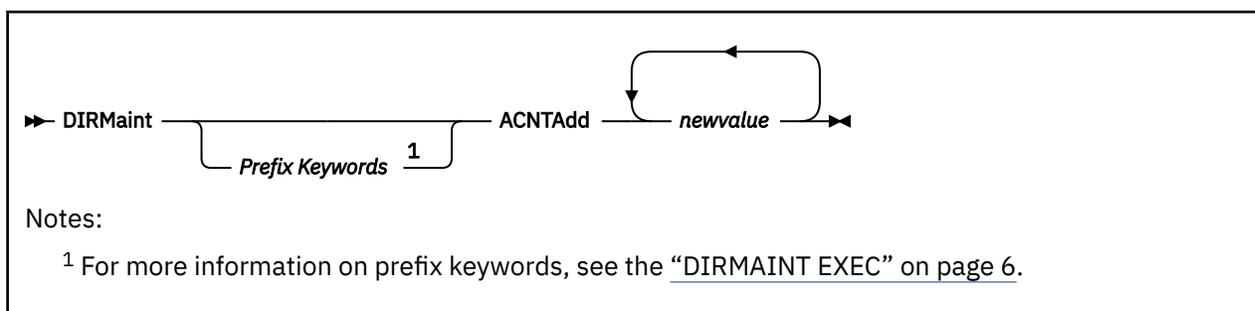 DIRMaint Prefix Keywords 1 ACNTAdd newvalue
Notes:
1 For more information on prefix keywords, see the “DIRMAINT EXEC” on page 6.